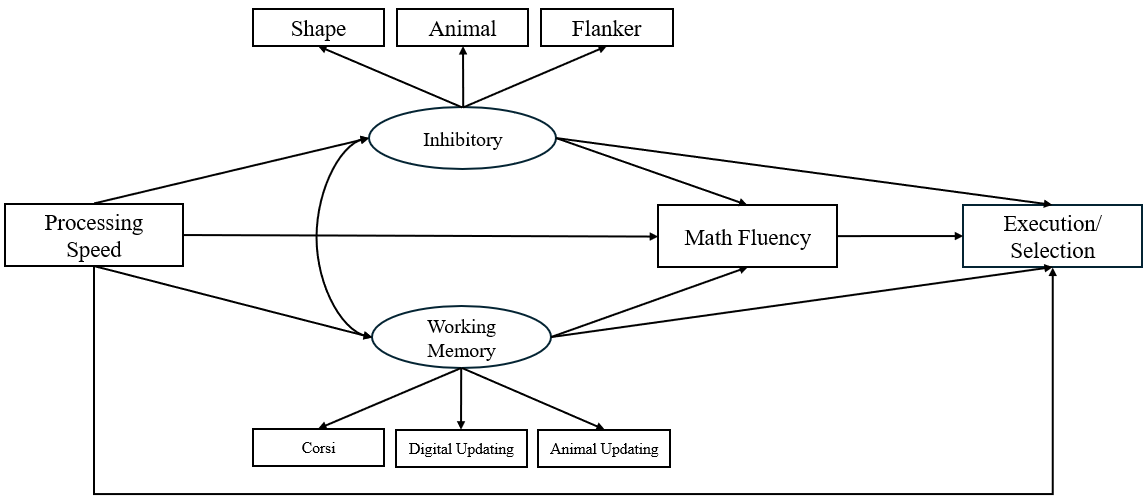 Shape
Animal
Flanker
Inhibitory
Processing
Speed
Math Fluency
Execution/
Selection
Working
Memory
Corsi
Digital Updating
Animal Updating